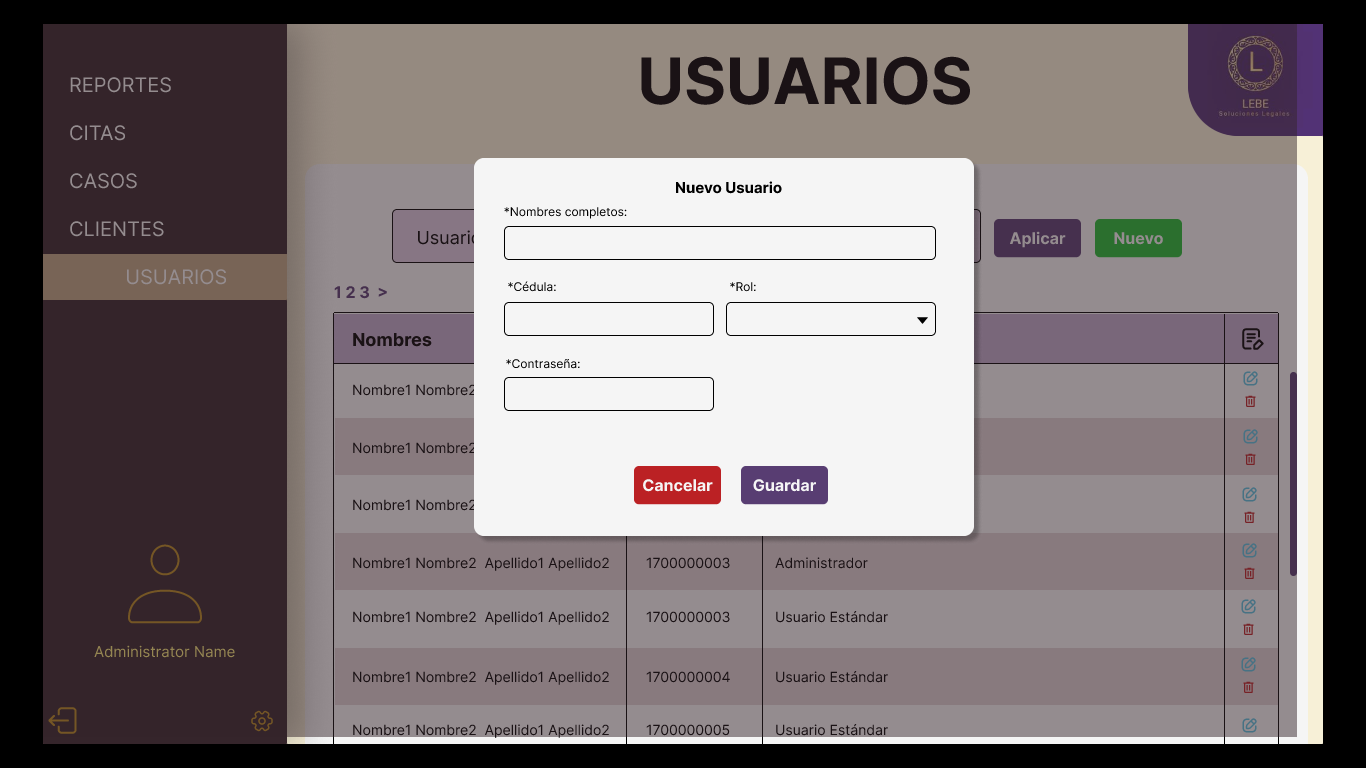 REPORTES
CITAS
CASOS
CLIENTES
USUARIOS
Administrator Name
USUARIOS
L
LEBE
Soluciones Legales
Aplicar
Nuevo
1 2 3 >
Nuevo Usuario
*Nombres completos:
*Cédula:
*Rol:
*Contraseña:
Cancelar
Guardar
Nombres
Nombre1 Nombre2
Nombre1 Nombre2
Nombre1 Nombre2
Nombre1 Nombre2 Apellido1 Apellido2 1700000003 Administrador
Nombre1 Nombre2 Apellido1 Apellido2 1700000003 Usuario Estándar
Nombre1 Nombre2 Apellido1 Apellido2 1700000004 Usuario Estándar
Nombre1 Nombre2 Apellido1 Apellido2 1700000005 Usuario Estándar